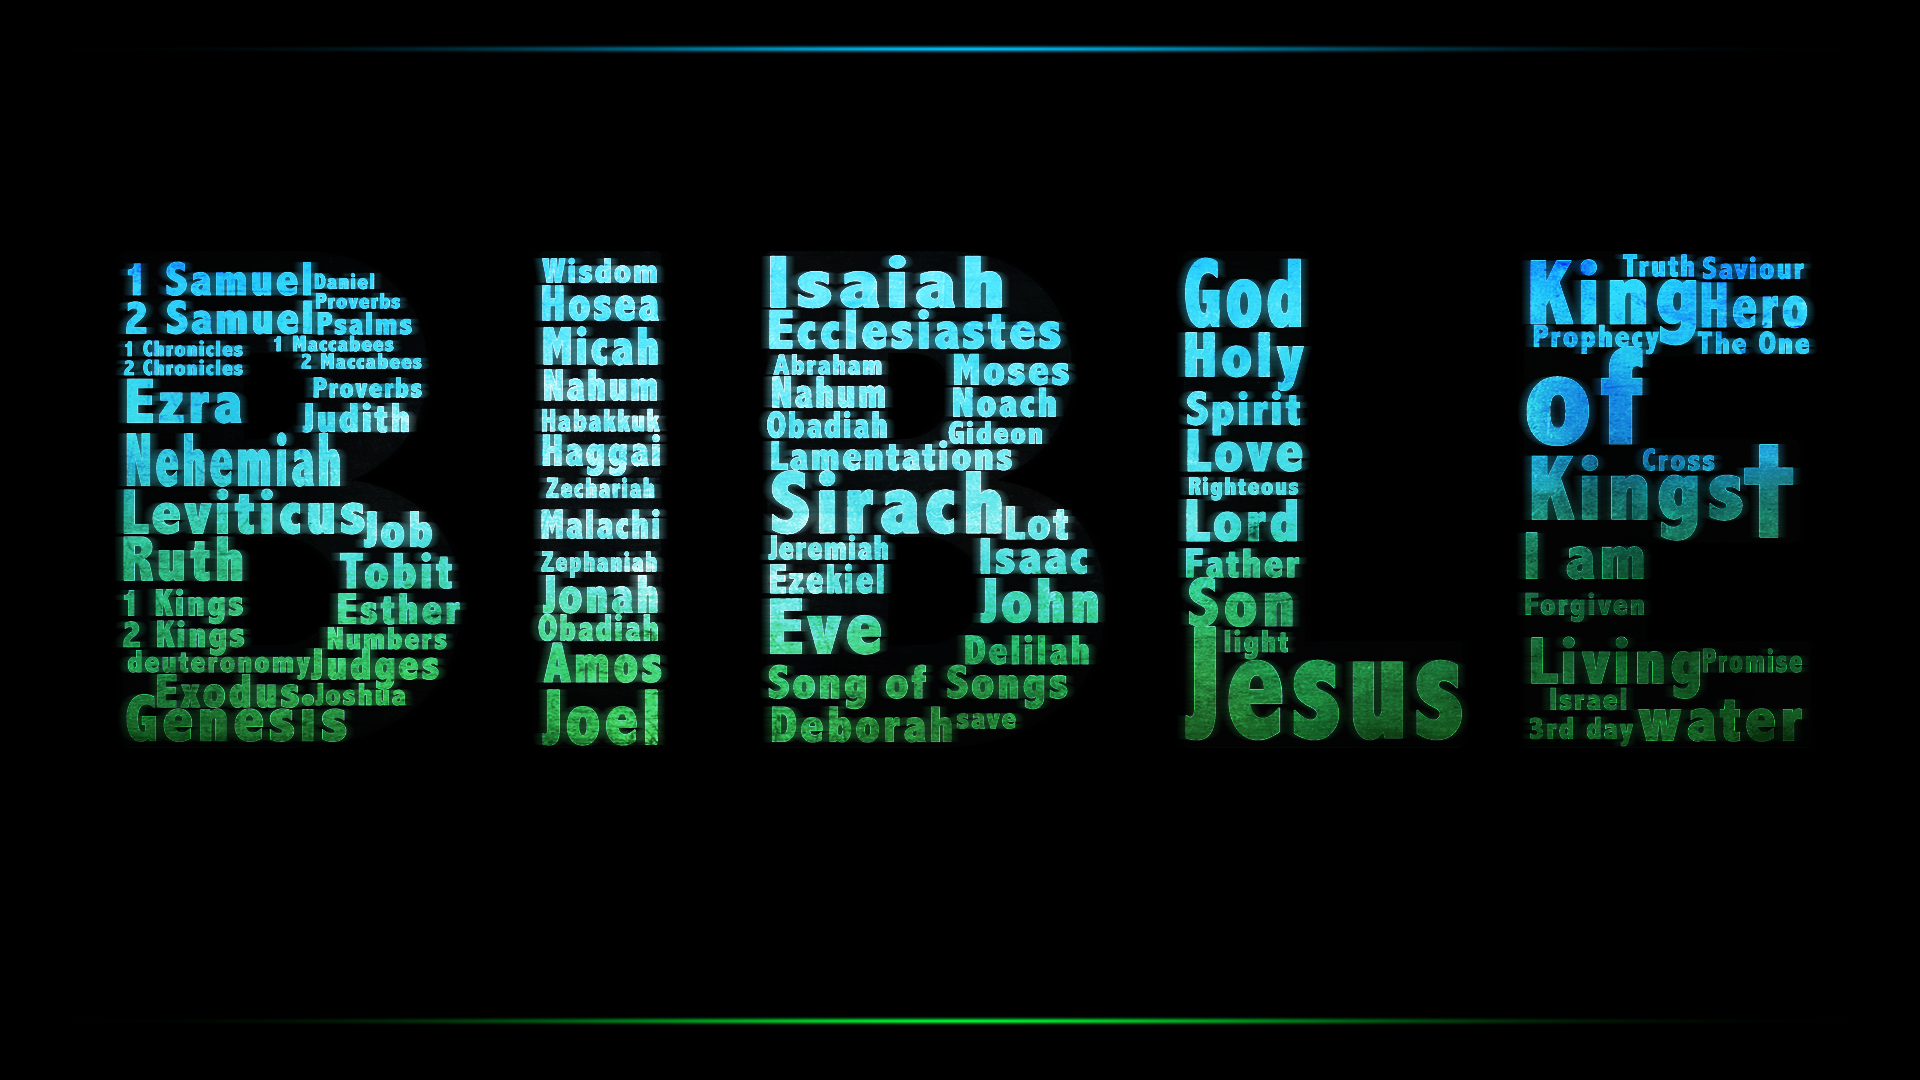 1 Samuel Daniel
Proverbs
2 Samuel Psalms
1 Chronicles 1 Maccabees
2 Chronicles 2 Maccabees
Ezra Proverbs
Judith
Nehemiah
Leviticus Job
Ruth Tobit
1 Kings Esther
2 Kings Numbers
deuteronomy Judges
Exodus Joshua
Genesis
Wisdom
Hosea
Micah
Nahum
Habakkuk
Haggai
Zechariah
Malachi
Zephaniah
Jonah
Obadiah
Amos
Joel
Isaiah
Ecclesiastes
Abraham Moses
Nahum Noach
Obadiah Gideon
Lamentations
Sirach Lot
Jeremiah Isaac
Ezekiel John
Eve Delilah
Song of Songs
Deborah save
God
Holy
Spirit
Love
Righteous
Lord
Father
Son
light
Jesus
King Truth Saviour
Hero
Prophecy The One
of
Cross
Kings
I am
Forgiven
Living Promise
Israel
3rd day water